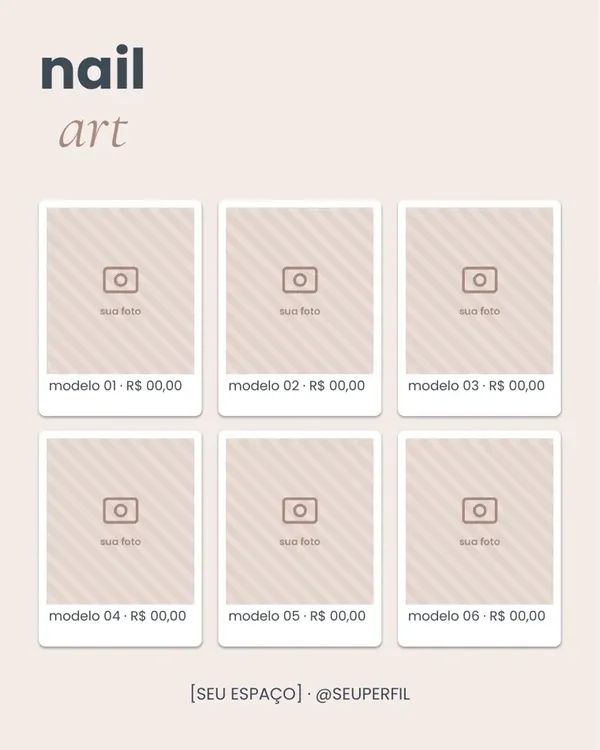 nail
art
sua foto
sua foto
sua foto
modelo 01 · R$ 00,00
modelo 02 · R$ 00,00
modelo 03 · R$ 00,00
sua foto
sua foto
sua foto
modelo 04 · R$ 00,00
modelo 05 · R$ 00,00
modelo 06 · R$ 00,00
[SEU ESPAÇO] · @SEUPERFIL